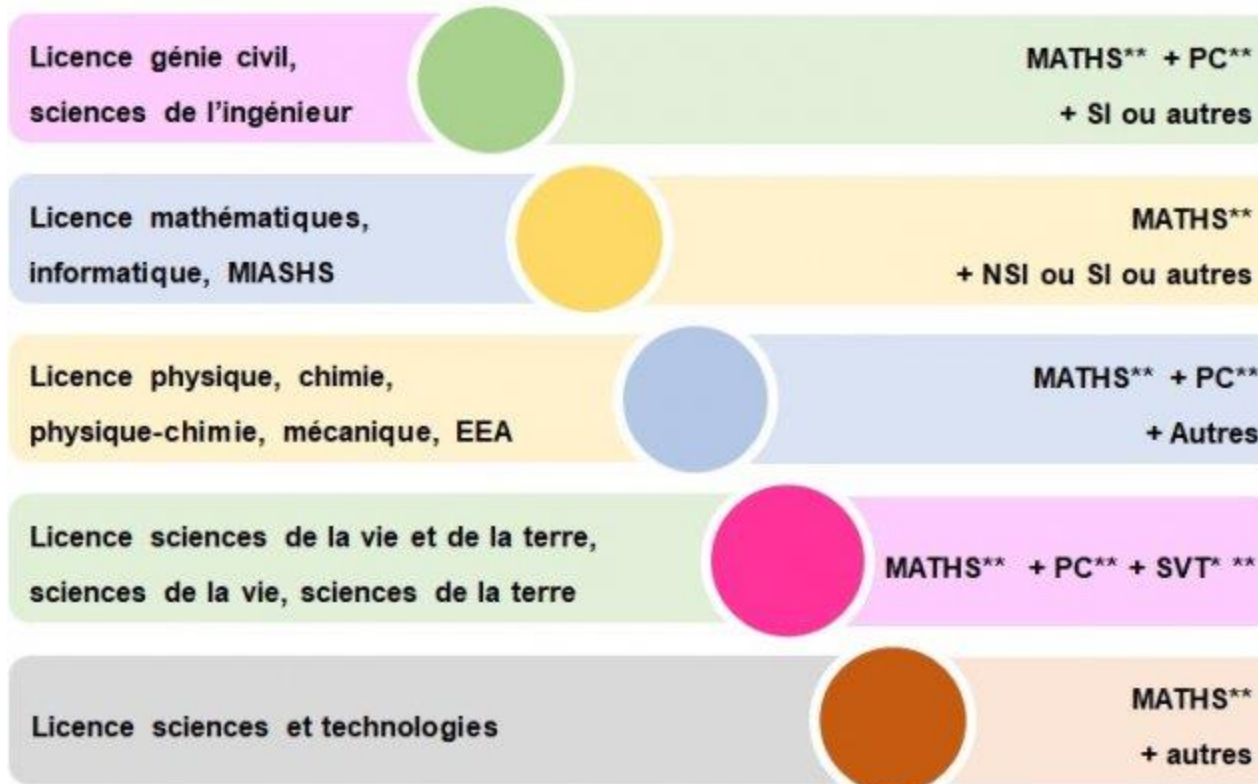 Licence génie civil,
sciences de l'ingénieur
MATHS** + PC**
+ SI ou autres
Licence mathématiques,
informatique, MIASHS
MATHS**
+ NSI ou SI ou autres
Licence physique, chimie,
physique-chimie, mécanique, EEA
MATHS** + PC**
+ Autres
Licence sciences de la vie et de la terre,
sciences de la vie, sciences de la terre
MATHS** + PC** + SVT* **
Licence sciences et technologies
MATHS**
+ autres